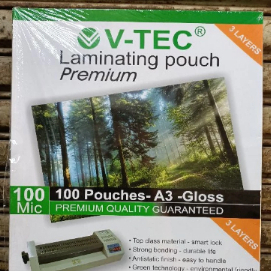 V-TEC®
3 LAYERS
Laminating pouch
Premium
100 Pouches- A3 -Gloss
100
Mic
PREMIUM QUALITY GUARANTEED
3 LAYERS
• Top class material - smart look
• Strong bonding - durable life
• Antistatic finish - easy to handle
• Green technology - environmental friendly